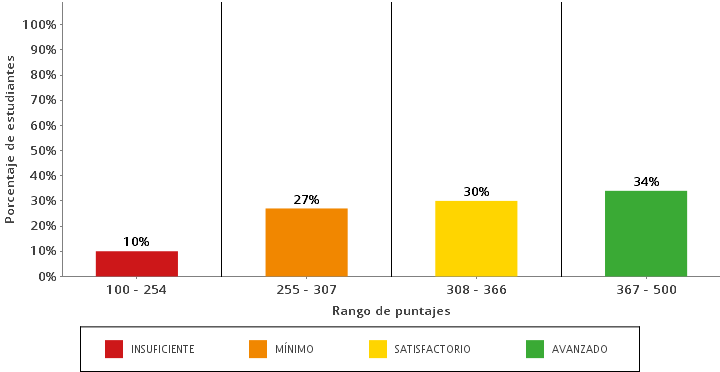 Porcentaje de estudiantes
100%
90%
80%
70%
60%
50%
40%
30%
20%
10%
0%
10%
27%
30%
34%
100 - 254
255 - 307
308 - 366
367 - 500
Rango de puntajes
INSUFICIENTE
MÍNIMO
SATISFACTORIO
AVANZADO